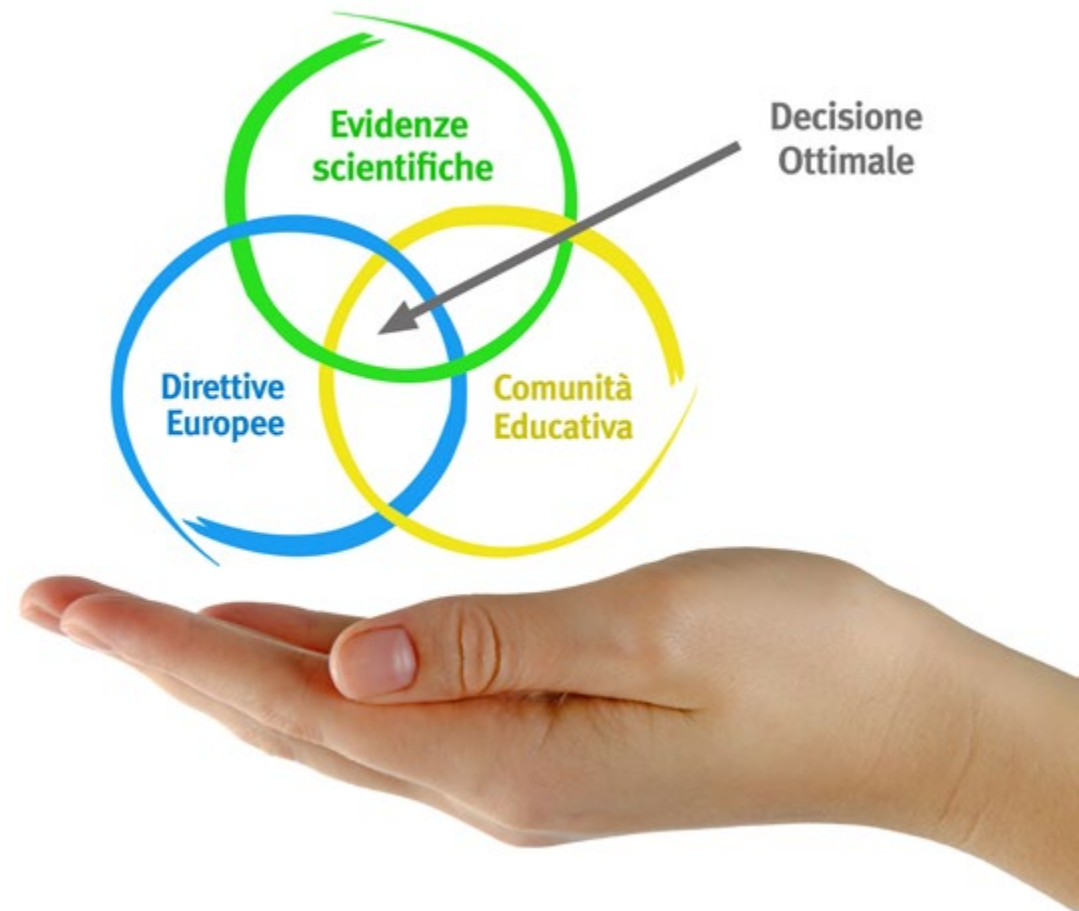 Evidenze
scientifiche
Decisione
Ottimale
Direttive
Europee
Comunità
Educativa